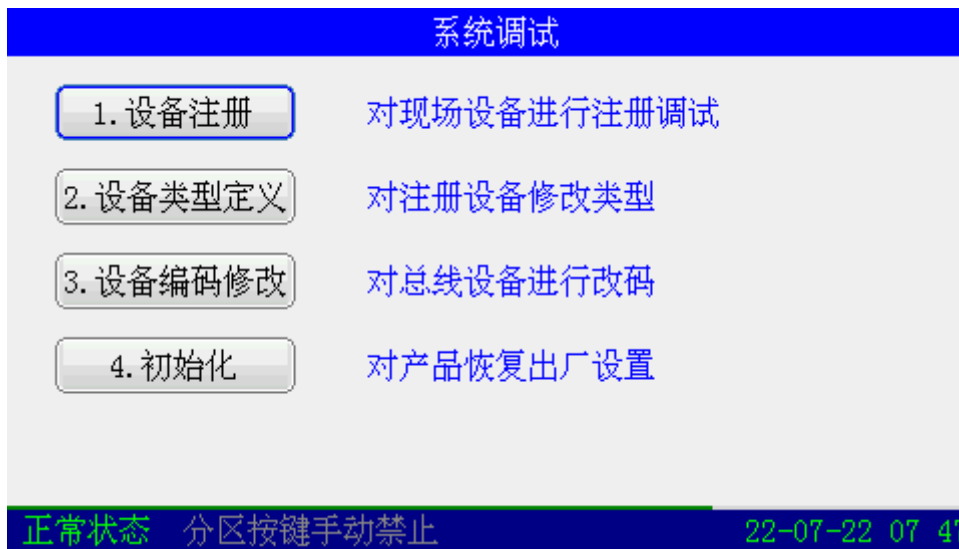 系统调试
1.设备注册 对现场设备进行注册调试
2.设备类型定义 对注册设备修改类型
3.设备编码修改 对总线设备进行改码
4.初始化 对产品恢复出厂设置
正常状态 分区按键手动禁止 22-07-22 07 47